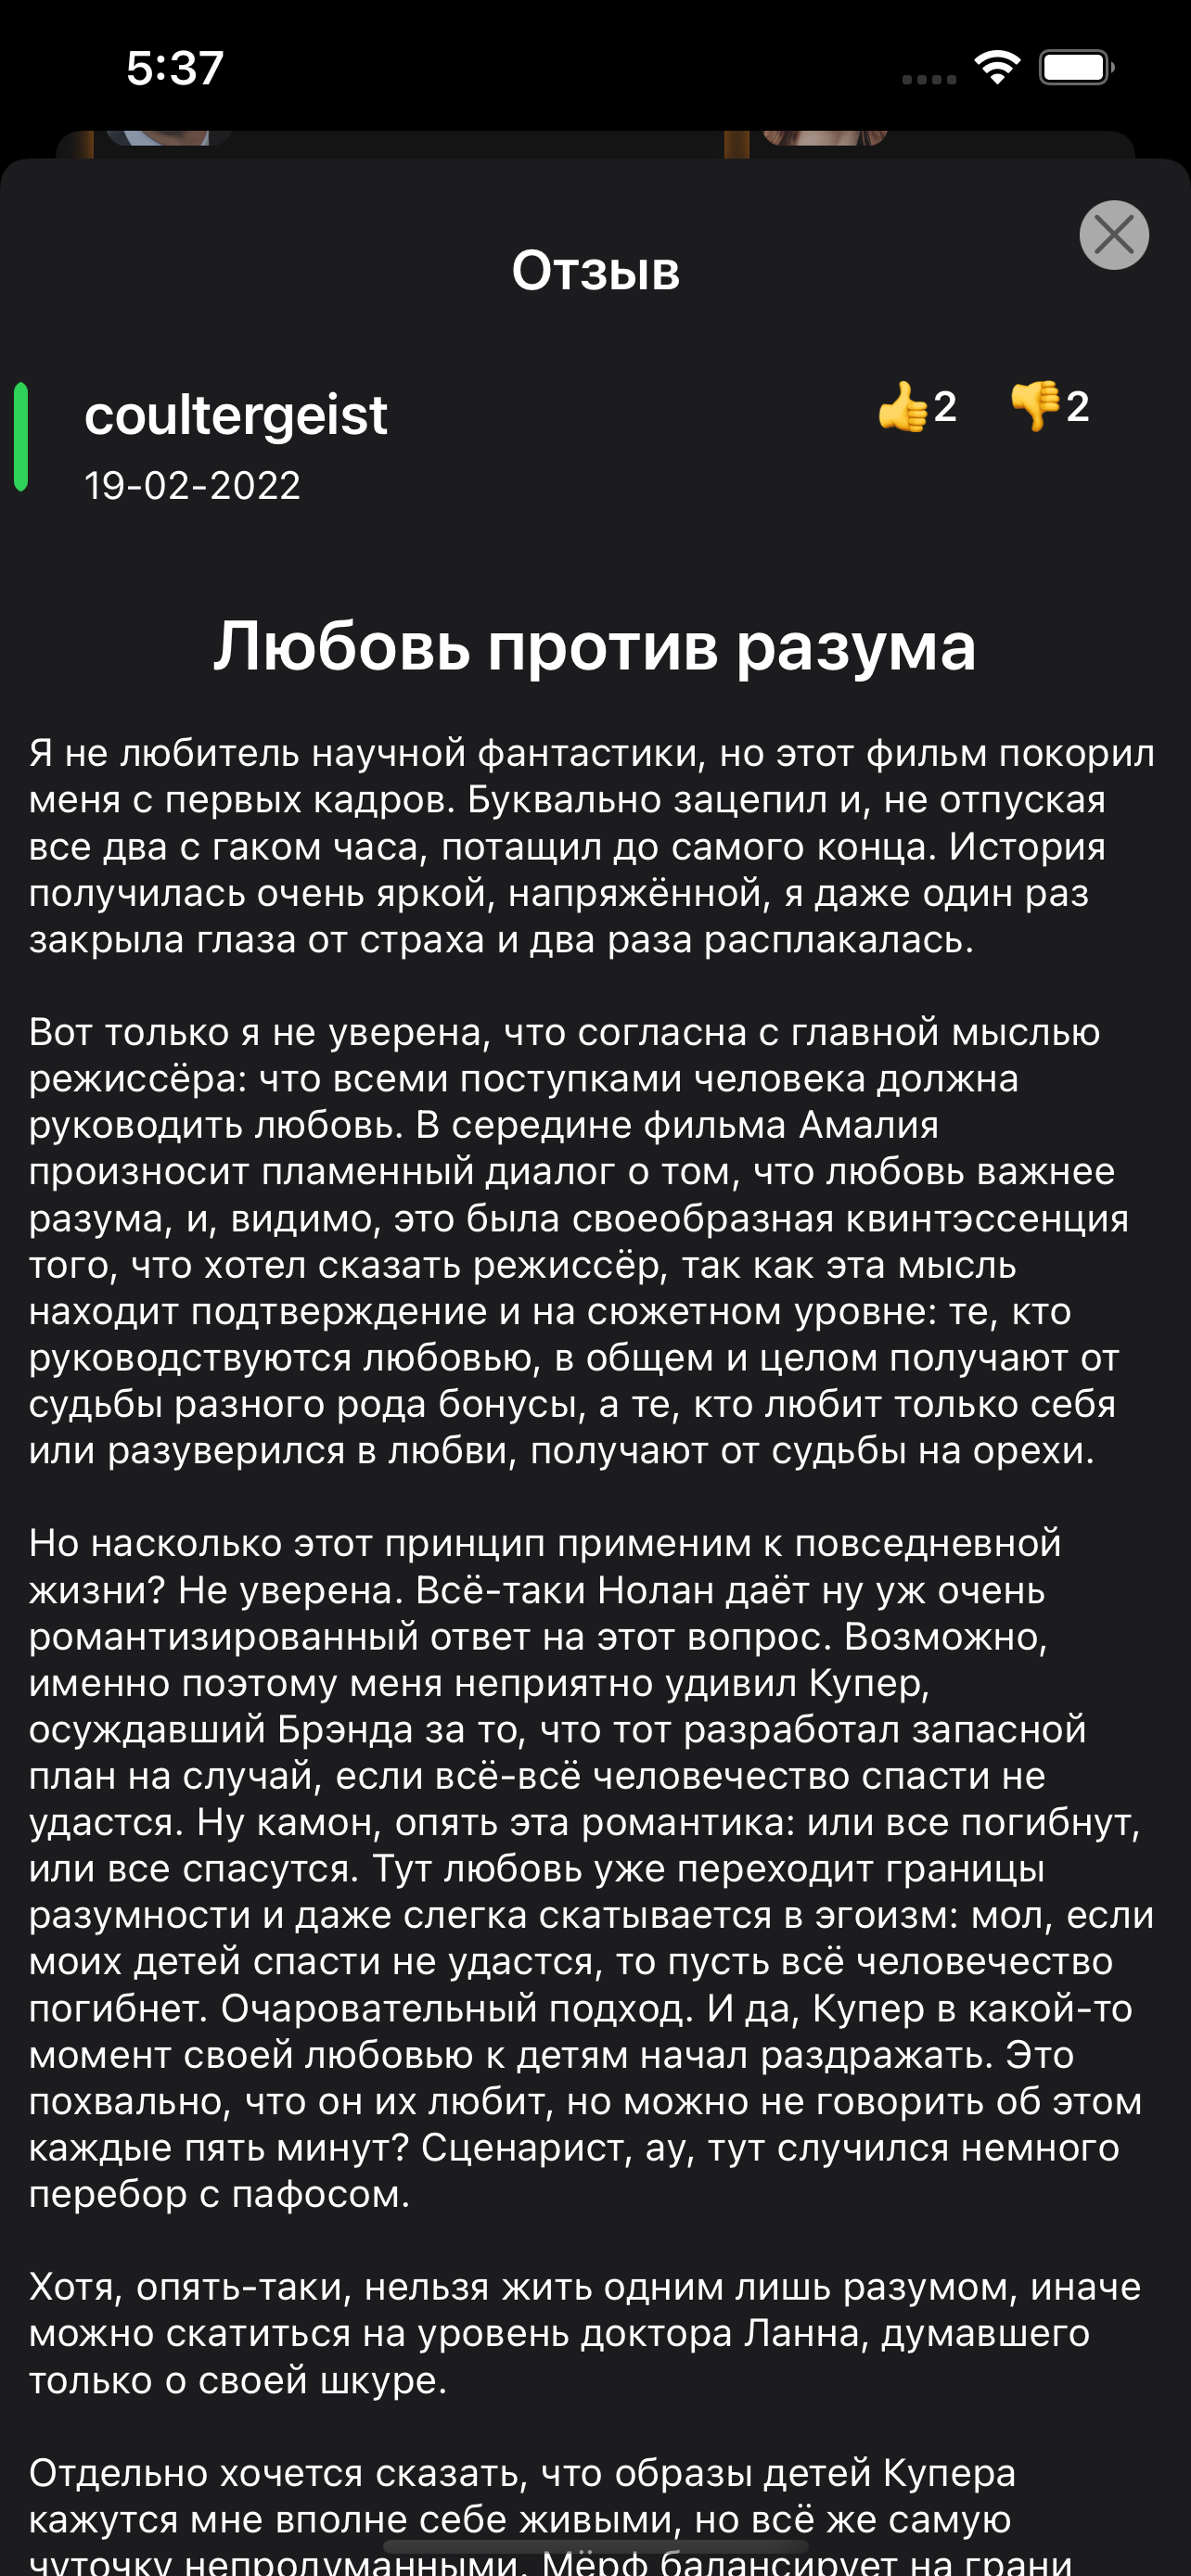 5:37
Отзыв
coultergeist
👍2 👎2
19-02-2022
Любовь против разума
Я не любитель научной фантастики, но этот фильм покорил
меня с первых кадров. Буквально зацепил и, не отпуская
все два с гаком часа, потащил до самого конца. История
получилась очень яркой, напряжённой, я даже один раз
закрыла глаза от страха и два раза расплакалась.
Вот только я не уверена, что согласна с главной мыслью
режиссёра: что всеми поступками человека должна
руководить любовь. В середине фильма Амалия
произносит пламенный диалог о том, что любовь важнее
разума, и, видимо, это была своеобразная квинтэссенция
того, что хотел сказать режиссёр, так как эта мысль
находит подтверждение и на сюжетном уровне: те, кто
руководствуются любовью, в общем и целом получают от
судьбы разного рода бонусы, а те, кто любит только себя
или разуверился в любви, получают от судьбы на орехи.
Но насколько этот принцип применим к повседневной
жизни? Не уверена. Всё-таки Нолан даёт ну уж очень
романтизированный ответ на этот вопрос. Возможно,
именно поэтому меня неприятно удивил Купер,
осуждавший Брэнда за то, что тот разработал запасной
план на случай, если всё-всё человечество спасти не
удастся. Ну камон, опять эта романтика: или все погибнут,
или все спасутся. Тут любовь уже переходит границы
разумности и даже слегка скатывается в эгоизм: мол, если
моих детей спасти не удастся, то пусть всё человечество
погибнет. Очаровательный подход. И да, Купер в какой-то
момент своей любовью к детям начал раздражать. Это
похвально, что он их любит, но можно не говорить об этом
каждые пять минут? Сценарист, ау, тут случился немного
перебор с пафосом.
Хотя, опять-таки, нельзя жить одним лишь разумом, иначе
можно скатиться на уровень доктора Ланна, думавшего
только о своей шкуре.
Отдельно хочется сказать, что образы детей Купера
кажутся мне вполне себе живыми, но всё же самую
чуточку непродуманными. Мёрф балансирует на грани